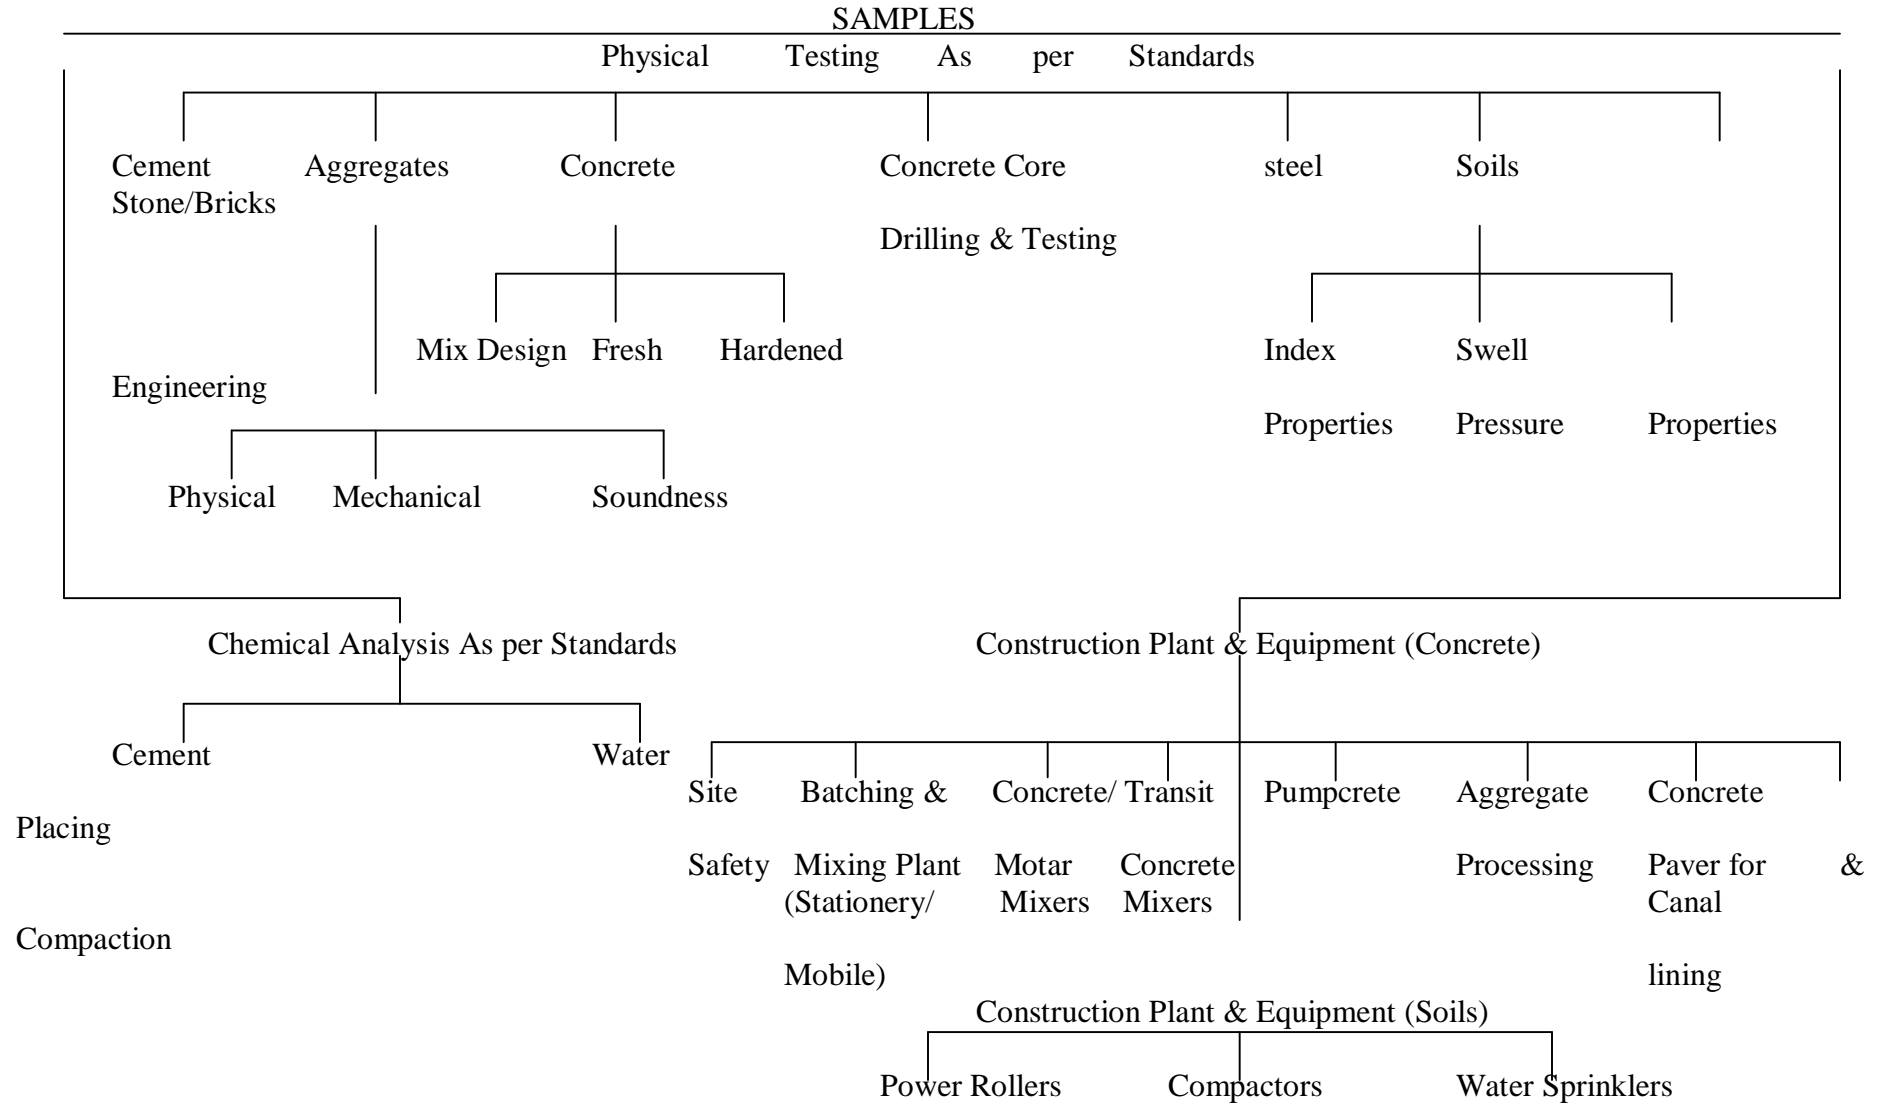 SAMPLES
Physical Testing As per Standards
Cement Aggregates Concrete Concrete Core steel Soils
Stone/Bricks
Drilling & Testing
Mix Design Fresh Hardened Index Swell
Engineering
Properties Pressure Properties
Physical Mechanical Soundness
Chemical Analysis As per Standards Construction Plant & Equipment (Concrete)
Cement Water
Site Batching & Concrete/ Transit Pumpcrete Aggregate Concrete
Placing
Safety Mixing Plant Motar Concrete Processing Paver for &
(Stationery/ Mixers Mixers Canal
Compaction
Mobile) lining
Construction Plant & Equipment (Soils)
Power Rollers Compactors Water Sprinklers